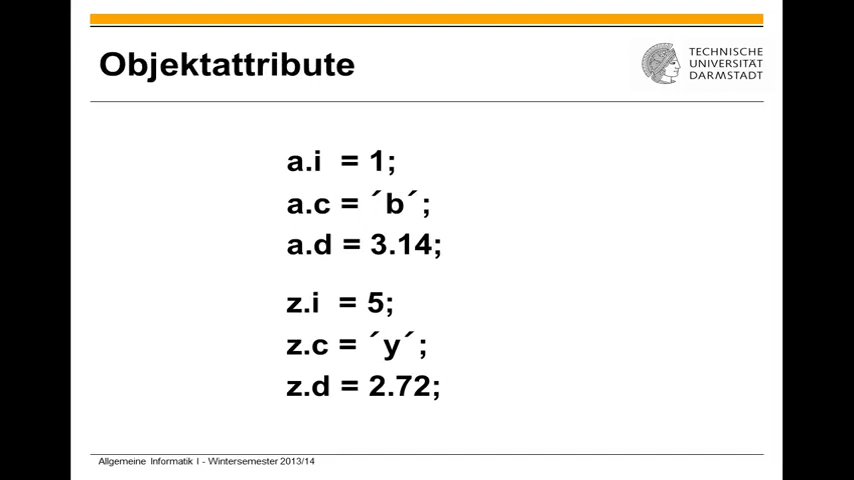 Objektattribute
TECHNISCHE
UNIVERSITÄT
DARMSTADT
a.i = 1;
a.c = ´b´;
a.d = 3.14;
z.i = 5;
z.c = ´y´;
z.d = 2.72;
Allgemeine Informatik I - Wintersemester 2013/14